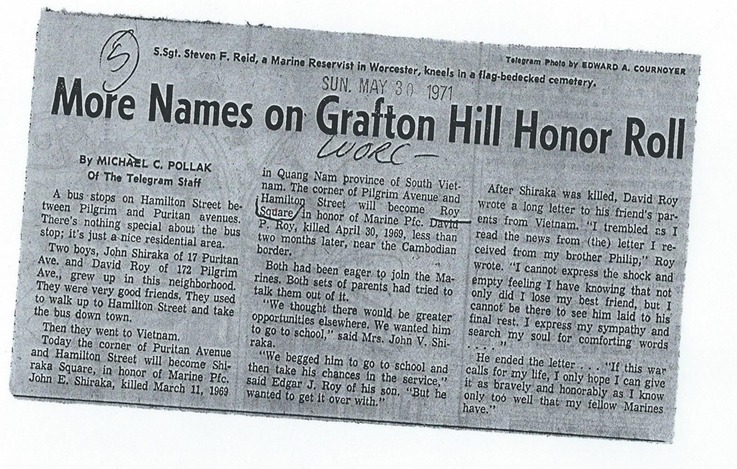 5
S.Sgt. Steven F. Reid, a Marine Reservist in Worcester, kneels in a flag-bedecked cemetery.
Telegram Photo by EDWARD A. COURNOYER
SUN. MAY 30 1971
More Names on Grafton Hill Honor Roll
WORC-
By MICHAEL C. POLLAK
Of The Telegram Staff
A bus stops on Hamilton Street be-
tween Pilgrim and Puritan avenues.
There's nothing special about the bus
stop; it's just a nice residential area.
Two boys, John Shiraka of 17 Puritan
Ave. and David Roy of 172 Pilgrim
Ave., grew up in this neighborhood.
They were very good friends. They used
to walk up to Hamilton Street and take
the bus down town.
Then they went to Vietnam.
Today the corner of Puritan Avenue
and Hamilton Street will become Shi-
raka Square, in honor of Marine Pfc.
John E. Shiraka, killed March 11, 1969
in Quang Nam province of South Viet-
nam. The corner of Pilgrim Avenue and
Hamilton Street will become Roy
Square in honor of Marine Pfc. David
P. Roy, killed April 30, 1969, less than
two months later, near the Cambodian
border.
Both had been eager to join the Ma-
rines. Both sets of parents had tried to
talk them out of it.
"We thought there would be greater
opportunities elsewhere. We wanted him
to go to school," said Mrs. John V. Shi-
raka.
"We begged him to go to school and
then take his chances in the service,"
said Edgar J. Roy of his son. "But he
wanted to get it over with."
After Shiraka was killed, David Roy
wrote a long letter to his friend's par-
ents from Vietnam. "I trembled as I
read the news from (the) letter I re-
ceived from my brother Philip," Roy
wrote. "I cannot express the shock and
empty feeling I have knowing that not
only did I lose my best friend, but I
cannot be there to see him laid to his
final rest. I express my sympathy and
search my soul for comforting words
. . . ."
He ended the letter . . . . "If this war
calls for my life, I only hope I can give
it as bravely and honorably as I know
only too well that my fellow Marines
have."